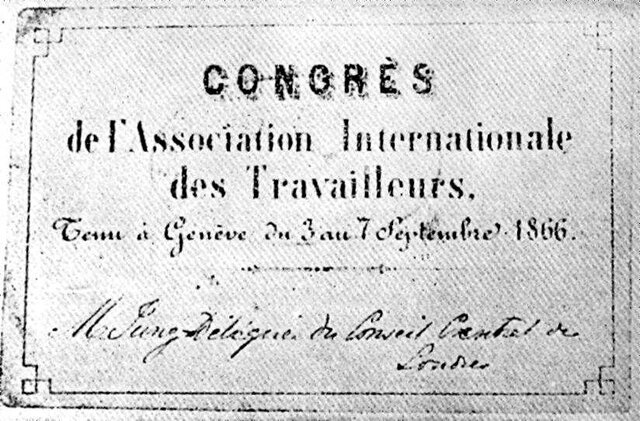 CONGRÈS
de l'Association Internationale
des Travailleurs,
Tenu à Genève du 3 au 7 Septembre 1866.
M Jung Délégué du Conseil Central de
Londres